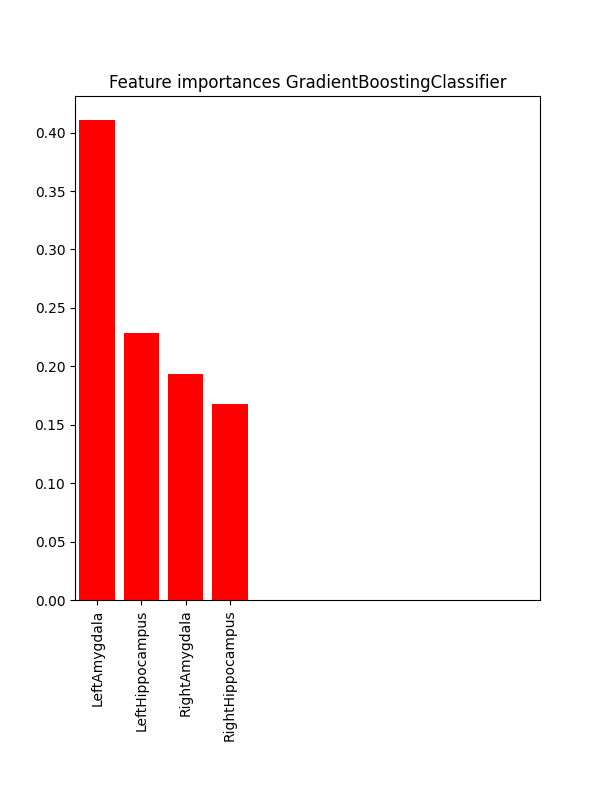 Feature importances GradientBoostingClassifier
0.40
0.35
0.30
0.25
0.20
0.15
0.10
0.05
0.00
LeftAmygdala
LeftHippocampus
RightAmygdala
RightHippocampus